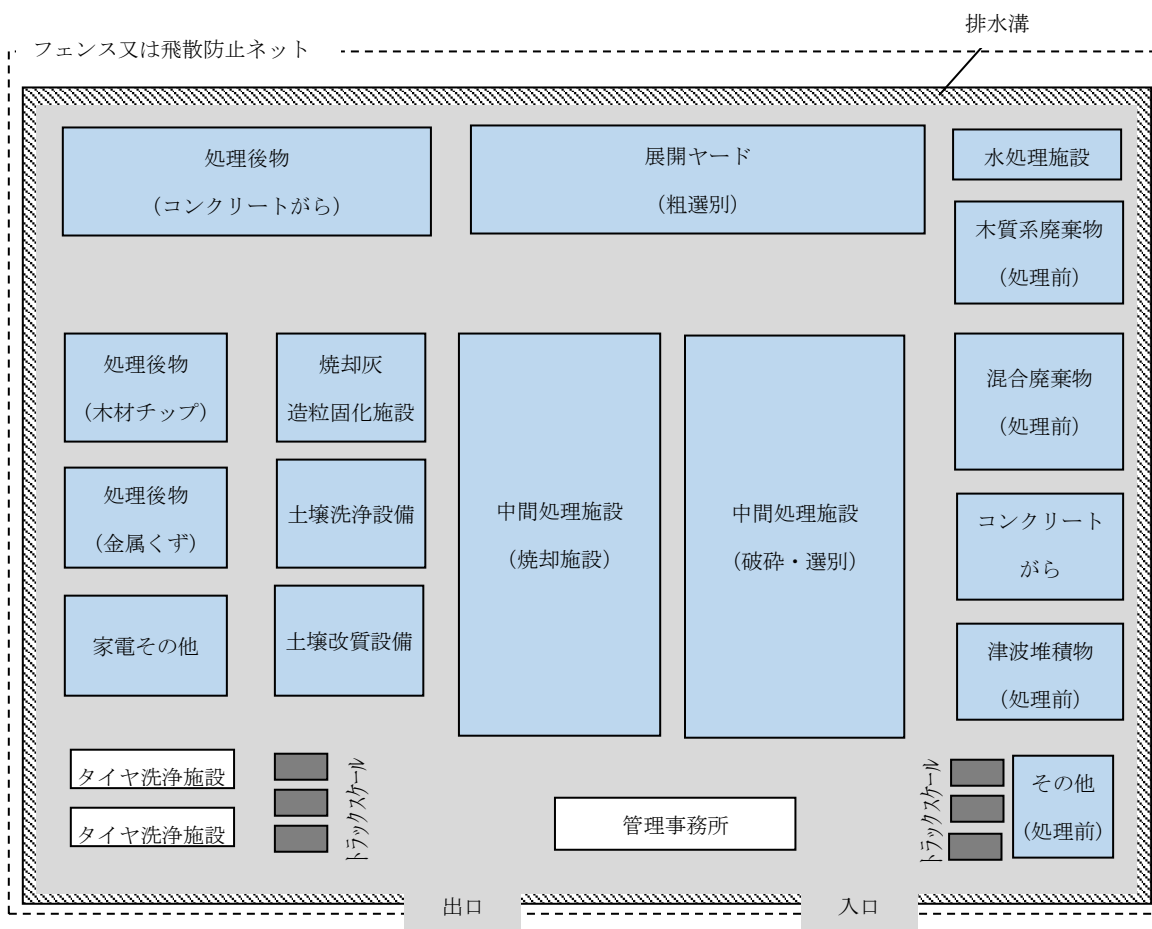 排水溝
フェンス又は飛散防止ネット
処理後物
（コンクリートがら）
展開ヤード
（粗選別）
水処理施設
木質系廃棄物
（処理前）
処理後物
（木材チップ）
焼却灰
造粒固化施設
中間処理施設
（焼却施設）
中間処理施設
（破砕・選別）
混合廃棄物
（処理前）
処理後物
（金属くず）
土壌洗浄設備
コンクリート
がら
家電その他
土壌改質設備
津波堆積物
（処理前）
タイヤ洗浄施設
タイヤ洗浄施設
トラックスケール
管理事務所
トラックスケール
その他
（処理前）
出口
入口